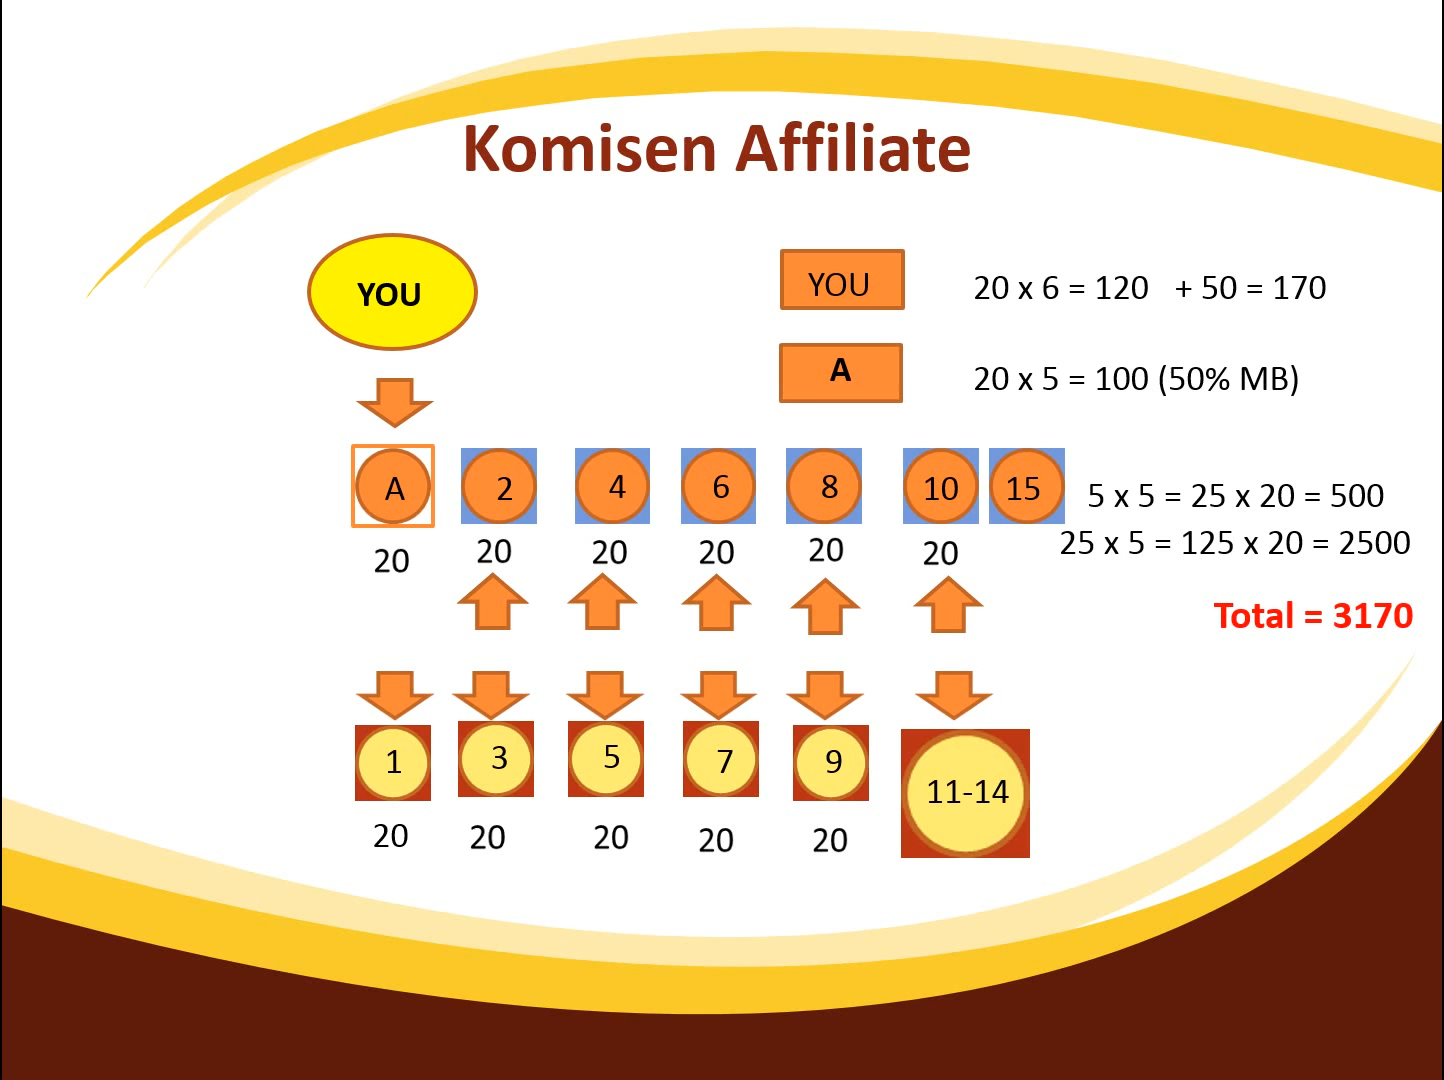 Komisen Affiliate
YOU
YOU
20 x 6 = 120 + 50 = 170
A
20 x 5 = 100 (50% MB)
A 2 4 6 8 10 15
5 x 5 = 25 x 20 = 500
20 20 20 20 20 20
25 x 5 = 125 x 20 = 2500
Total = 3170
1 3 5 7 9 11-14
20 20 20 20 20